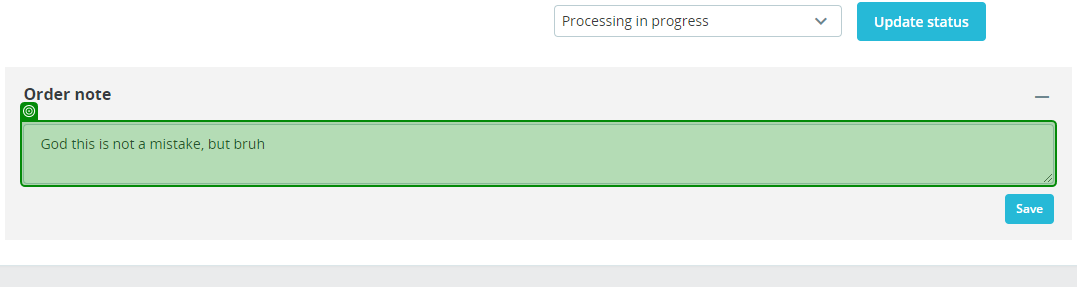 Processing in progress
Update status
Order note
God this is not a mistake, but bruh
Save